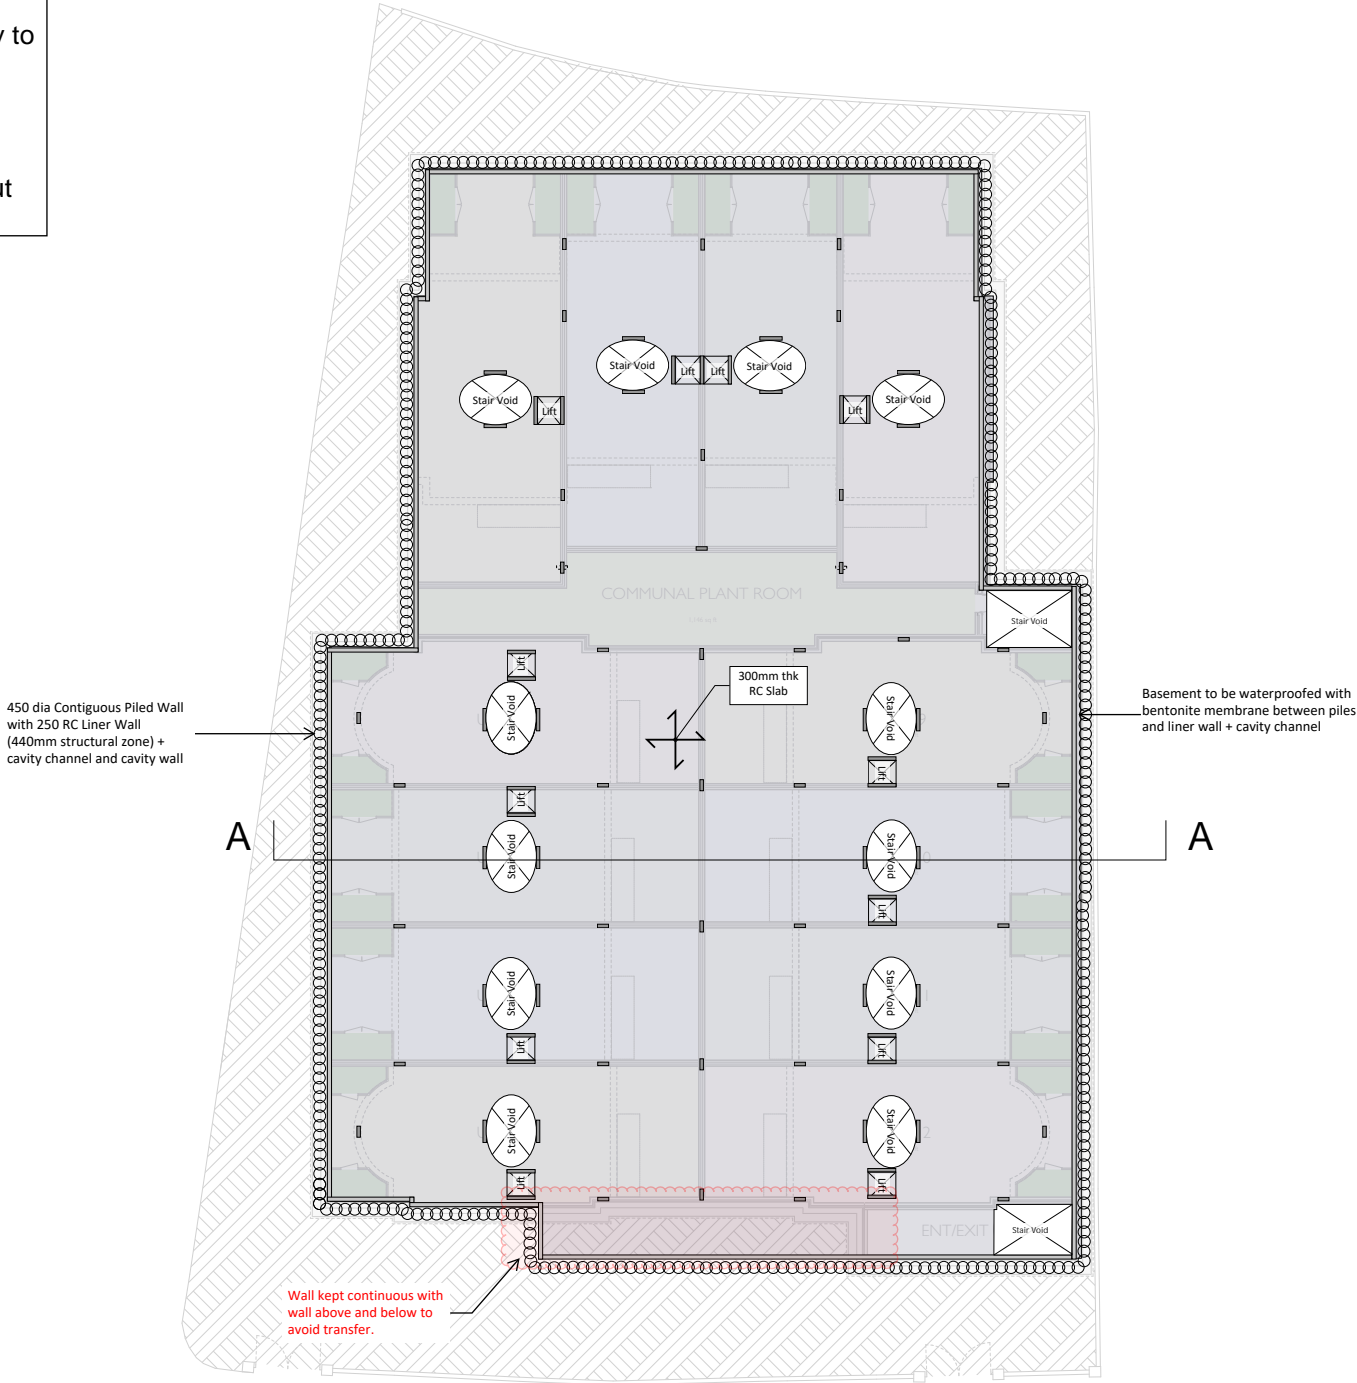 y to
ut
Stair Void
Lift
Lift
Stair Void
Stair Void
Lift
Lift
Stair Void
COMMUNAL PLANT ROOM
Stair Void
Lift
300mm thk
RC Slab
450 dia Contiguous Piled Wall
with 250 RC Liner Wall
(440mm structural zone) +
cavity channel and cavity wall
Stair Void
Stair Void
Basement to be waterproofed with
bentonite membrane between piles
and liner wall + cavity channel
Lift
Lift
A
A
Stair Void
Stair Void
Lift
Stair Void
Stair Void
Lift
Lift
Stair Void
Stair Void
2
Lift
Lift
ENT/EXIT
Stair Void
Wall kept continuous with
wall above and below to
avoid transfer.